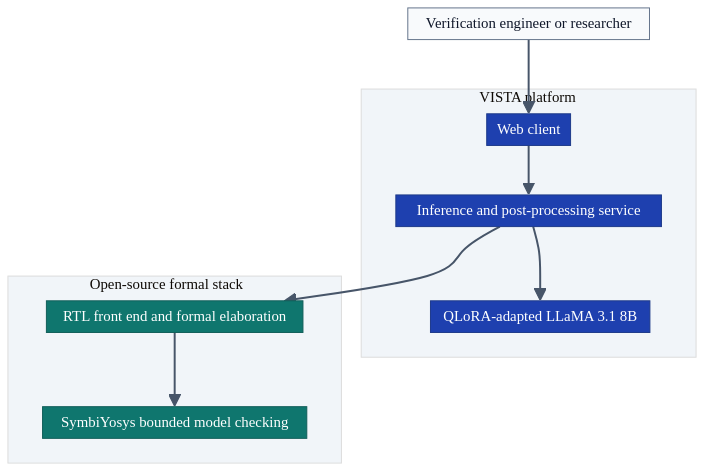 Verification engineer or researcher
VISTA platform
Web client
Inference and post-processing service
Open-source formal stack
RTL front end and formal elaboration
QLoRA-adapted LLaMA 3.1 8B
SymbiYosys bounded model checking